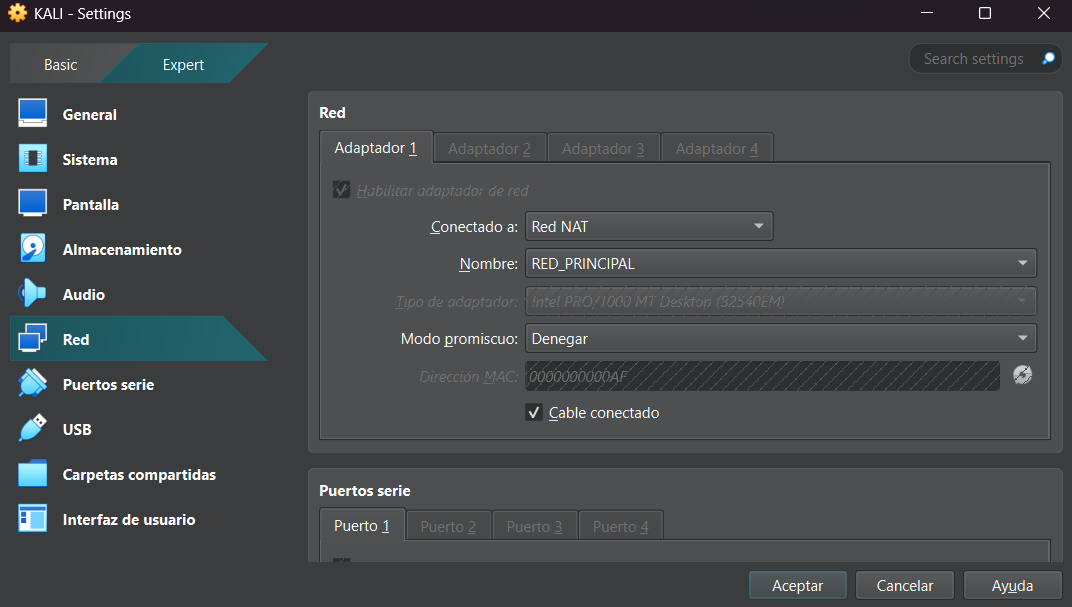 KALI - Settings
Basic
Expert
Search settings
General
Sistema
Pantalla
Almacenamiento
Audio
Red
Puertos serie
USB
Carpetas compartidas
Interfaz de usuario
Red
Adaptador 1
Adaptador 2
Adaptador 3
Adaptador 4
Habilitar adaptador de red
Conectado a: Red NAT
Nombre: RED_PRINCIPAL
Tipo de adaptador: Intel PRO/1000 MT Desktop (82540EM)
Modo promiscuo: Denegar
Dirección MAC: 0000000000AF
Cable conectado
Puertos serie
Puerto 1
Puerto 2
Puerto 3
Puerto 4
Aceptar
Cancelar
Ayuda